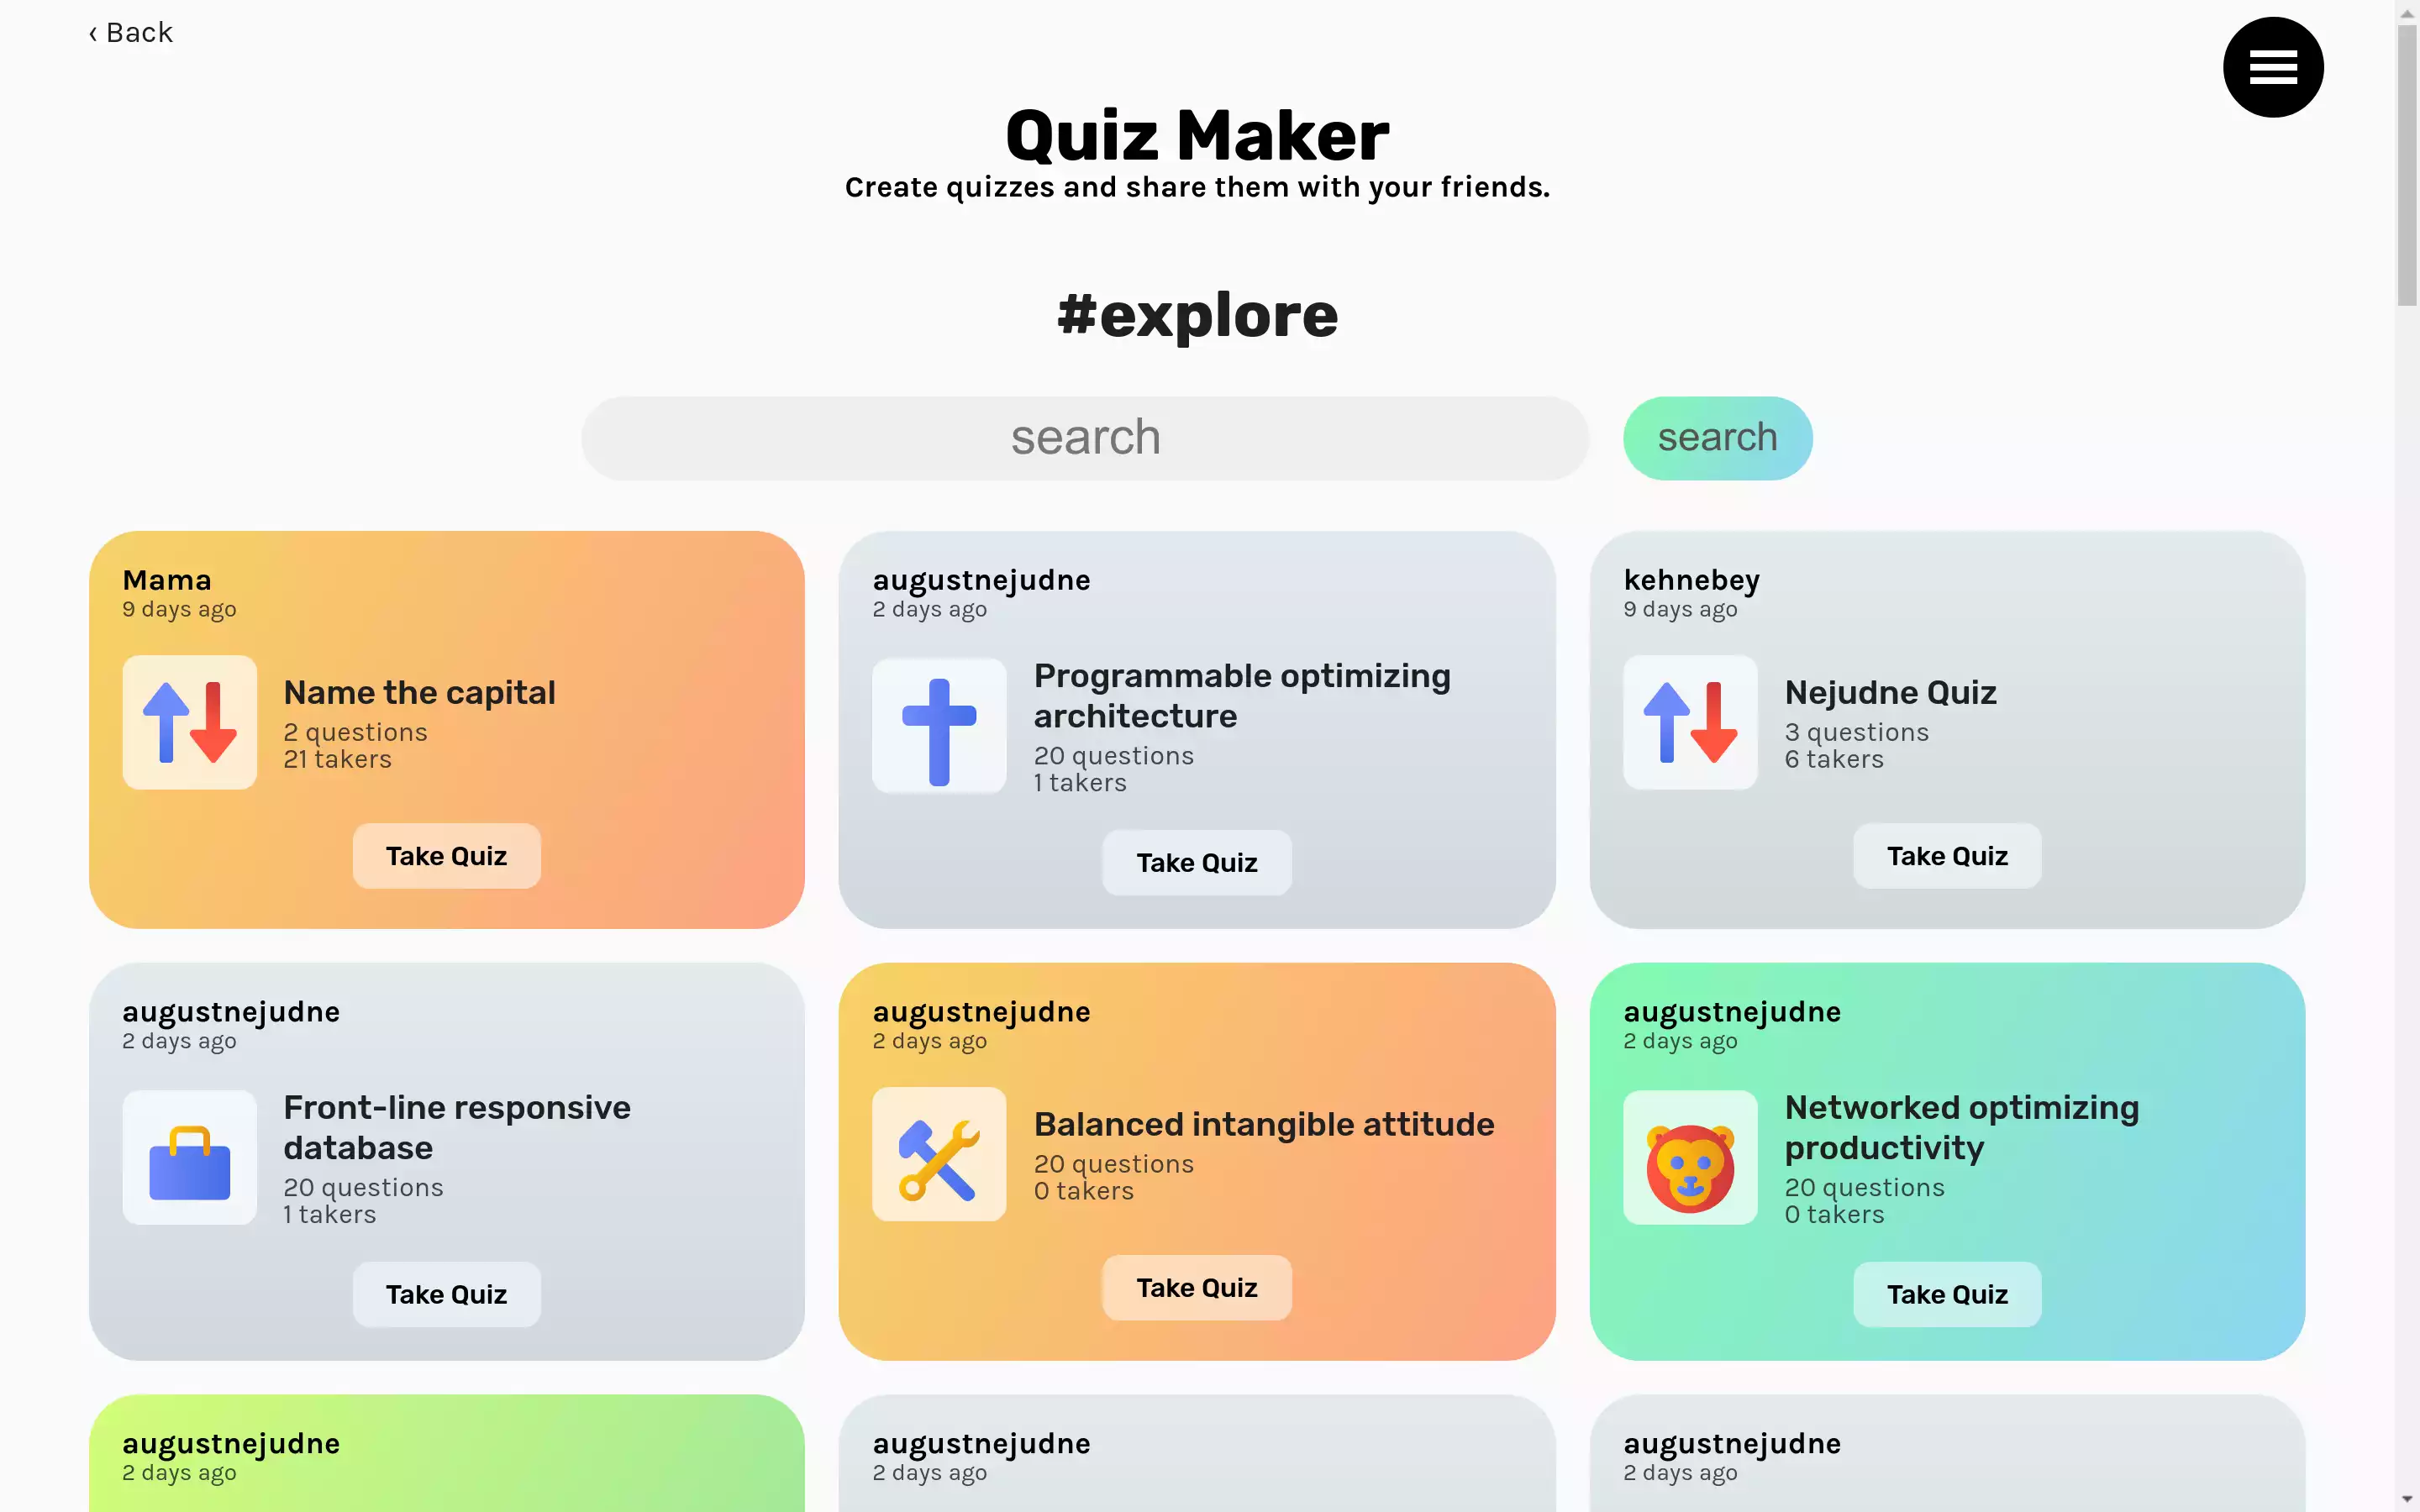 ‹ Back
Quiz Maker
Create quizzes and share them with your friends.
#explore
search
search
Mama
9 days ago
Name the capital
2 questions
21 takers
Take Quiz
augustnejudne
2 days ago
Programmable optimizing
architecture
20 questions
1 takers
Take Quiz
kehnebey
9 days ago
Nejudne Quiz
3 questions
6 takers
Take Quiz
augustnejudne
2 days ago
Front-line responsive
database
20 questions
1 takers
Take Quiz
augustnejudne
2 days ago
Balanced intangible attitude
20 questions
0 takers
Take Quiz
augustnejudne
2 days ago
Networked optimizing
productivity
20 questions
0 takers
Take Quiz
augustnejudne
2 days ago
augustnejudne
2 days ago
augustnejudne
2 days ago